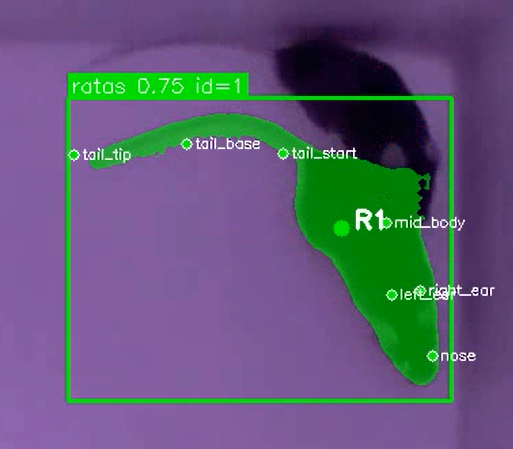 ratas 0.75 id=1
tail_tip
tail_base
tail_start
R1
mid_body
left_ear
right_ear
nose